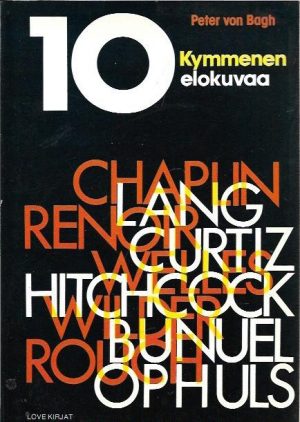 Peter von Bagh
10
Kymmenen
elokuvaa
CHAPLIN
LANG
RENOIR
CURTIZ
WELLES
HITCHCOCK
WILDER
BUNUEL
ROUCH
OPHULS
LOVE KIRJAT